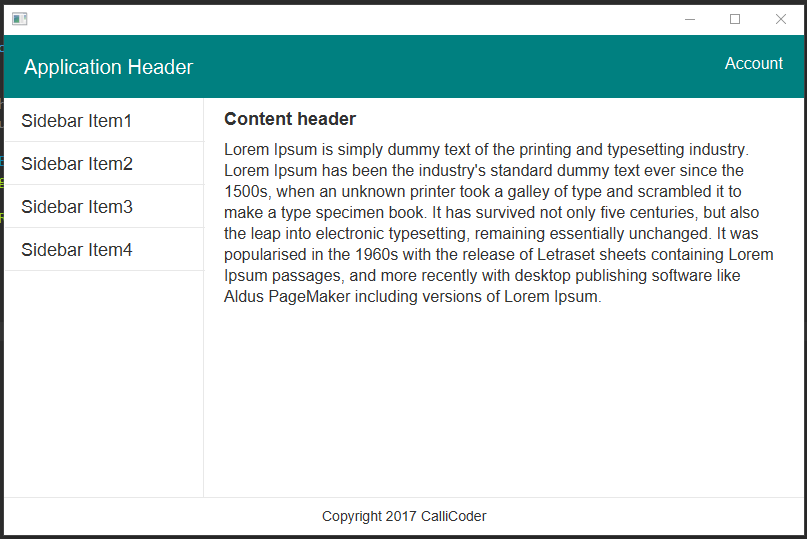 Application Header
Account
Sidebar Item1
Sidebar Item2
Sidebar Item3
Sidebar Item4
Content header
Lorem Ipsum is simply dummy text of the printing and typesetting industry.
Lorem Ipsum has been the industry's standard dummy text ever since the
1500s, when an unknown printer took a galley of type and scrambled it to
make a type specimen book. It has survived not only five centuries, but also
the leap into electronic typesetting, remaining essentially unchanged. It was
popularised in the 1960s with the release of Letraset sheets containing Lorem
Ipsum passages, and more recently with desktop publishing software like
Aldus PageMaker including versions of Lorem Ipsum.
Copyright 2017 CalliCoder